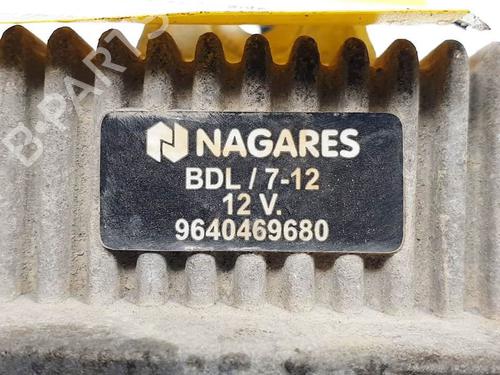 B-PARTS
NAGARES
BDL / 7-12
12 V.
9640469680